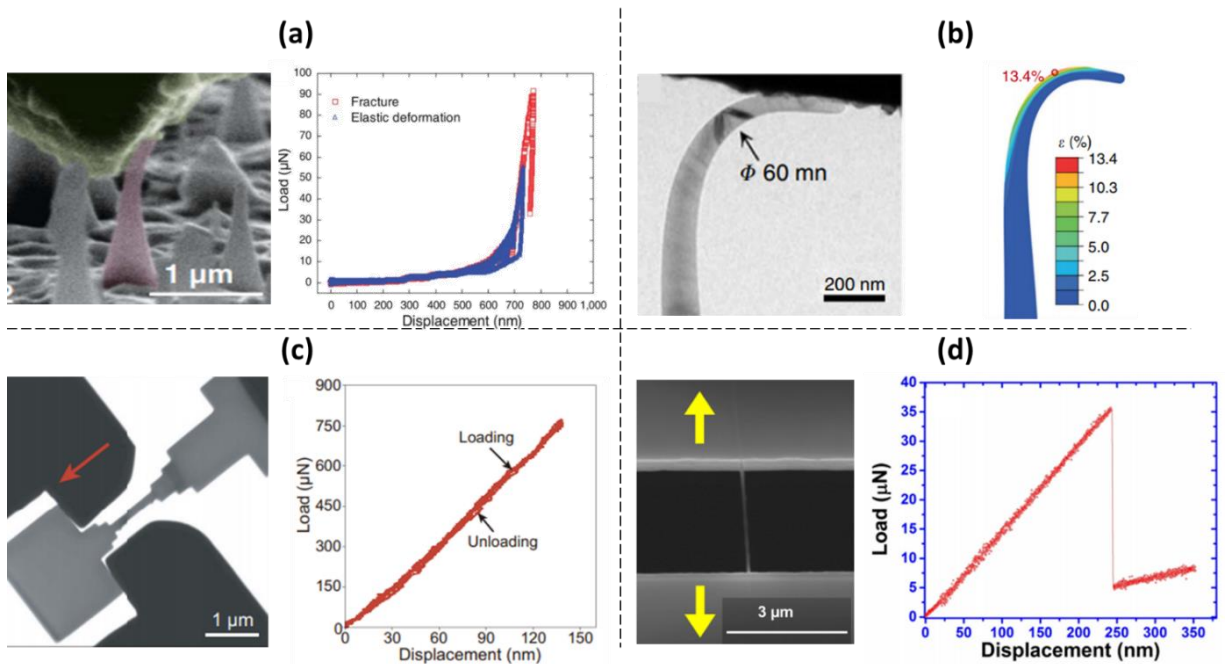 (a)
1 μm
Load (μN)
100
90
80
70
60
50
40
30
20
10
0
Fracture
Elastic deformation
0 100 200 300 400 500 600 700 800 900 1,000
Displacement (nm)
(b)
Φ 60 mn
200 nm
13.4%
ε (%)
13.4
10.3
7.7
5.0
2.5
0.0
(c)
1 μm
Load (μN)
900
750
600
450
300
150
0
Loading
Unloading
0 30 60 90 120 150
Displacement (nm)
(d)
3 μm
Load (μN)
40
35
30
25
20
15
10
5
0
0 50 100 150 200 250 300 350
Displacement (nm)